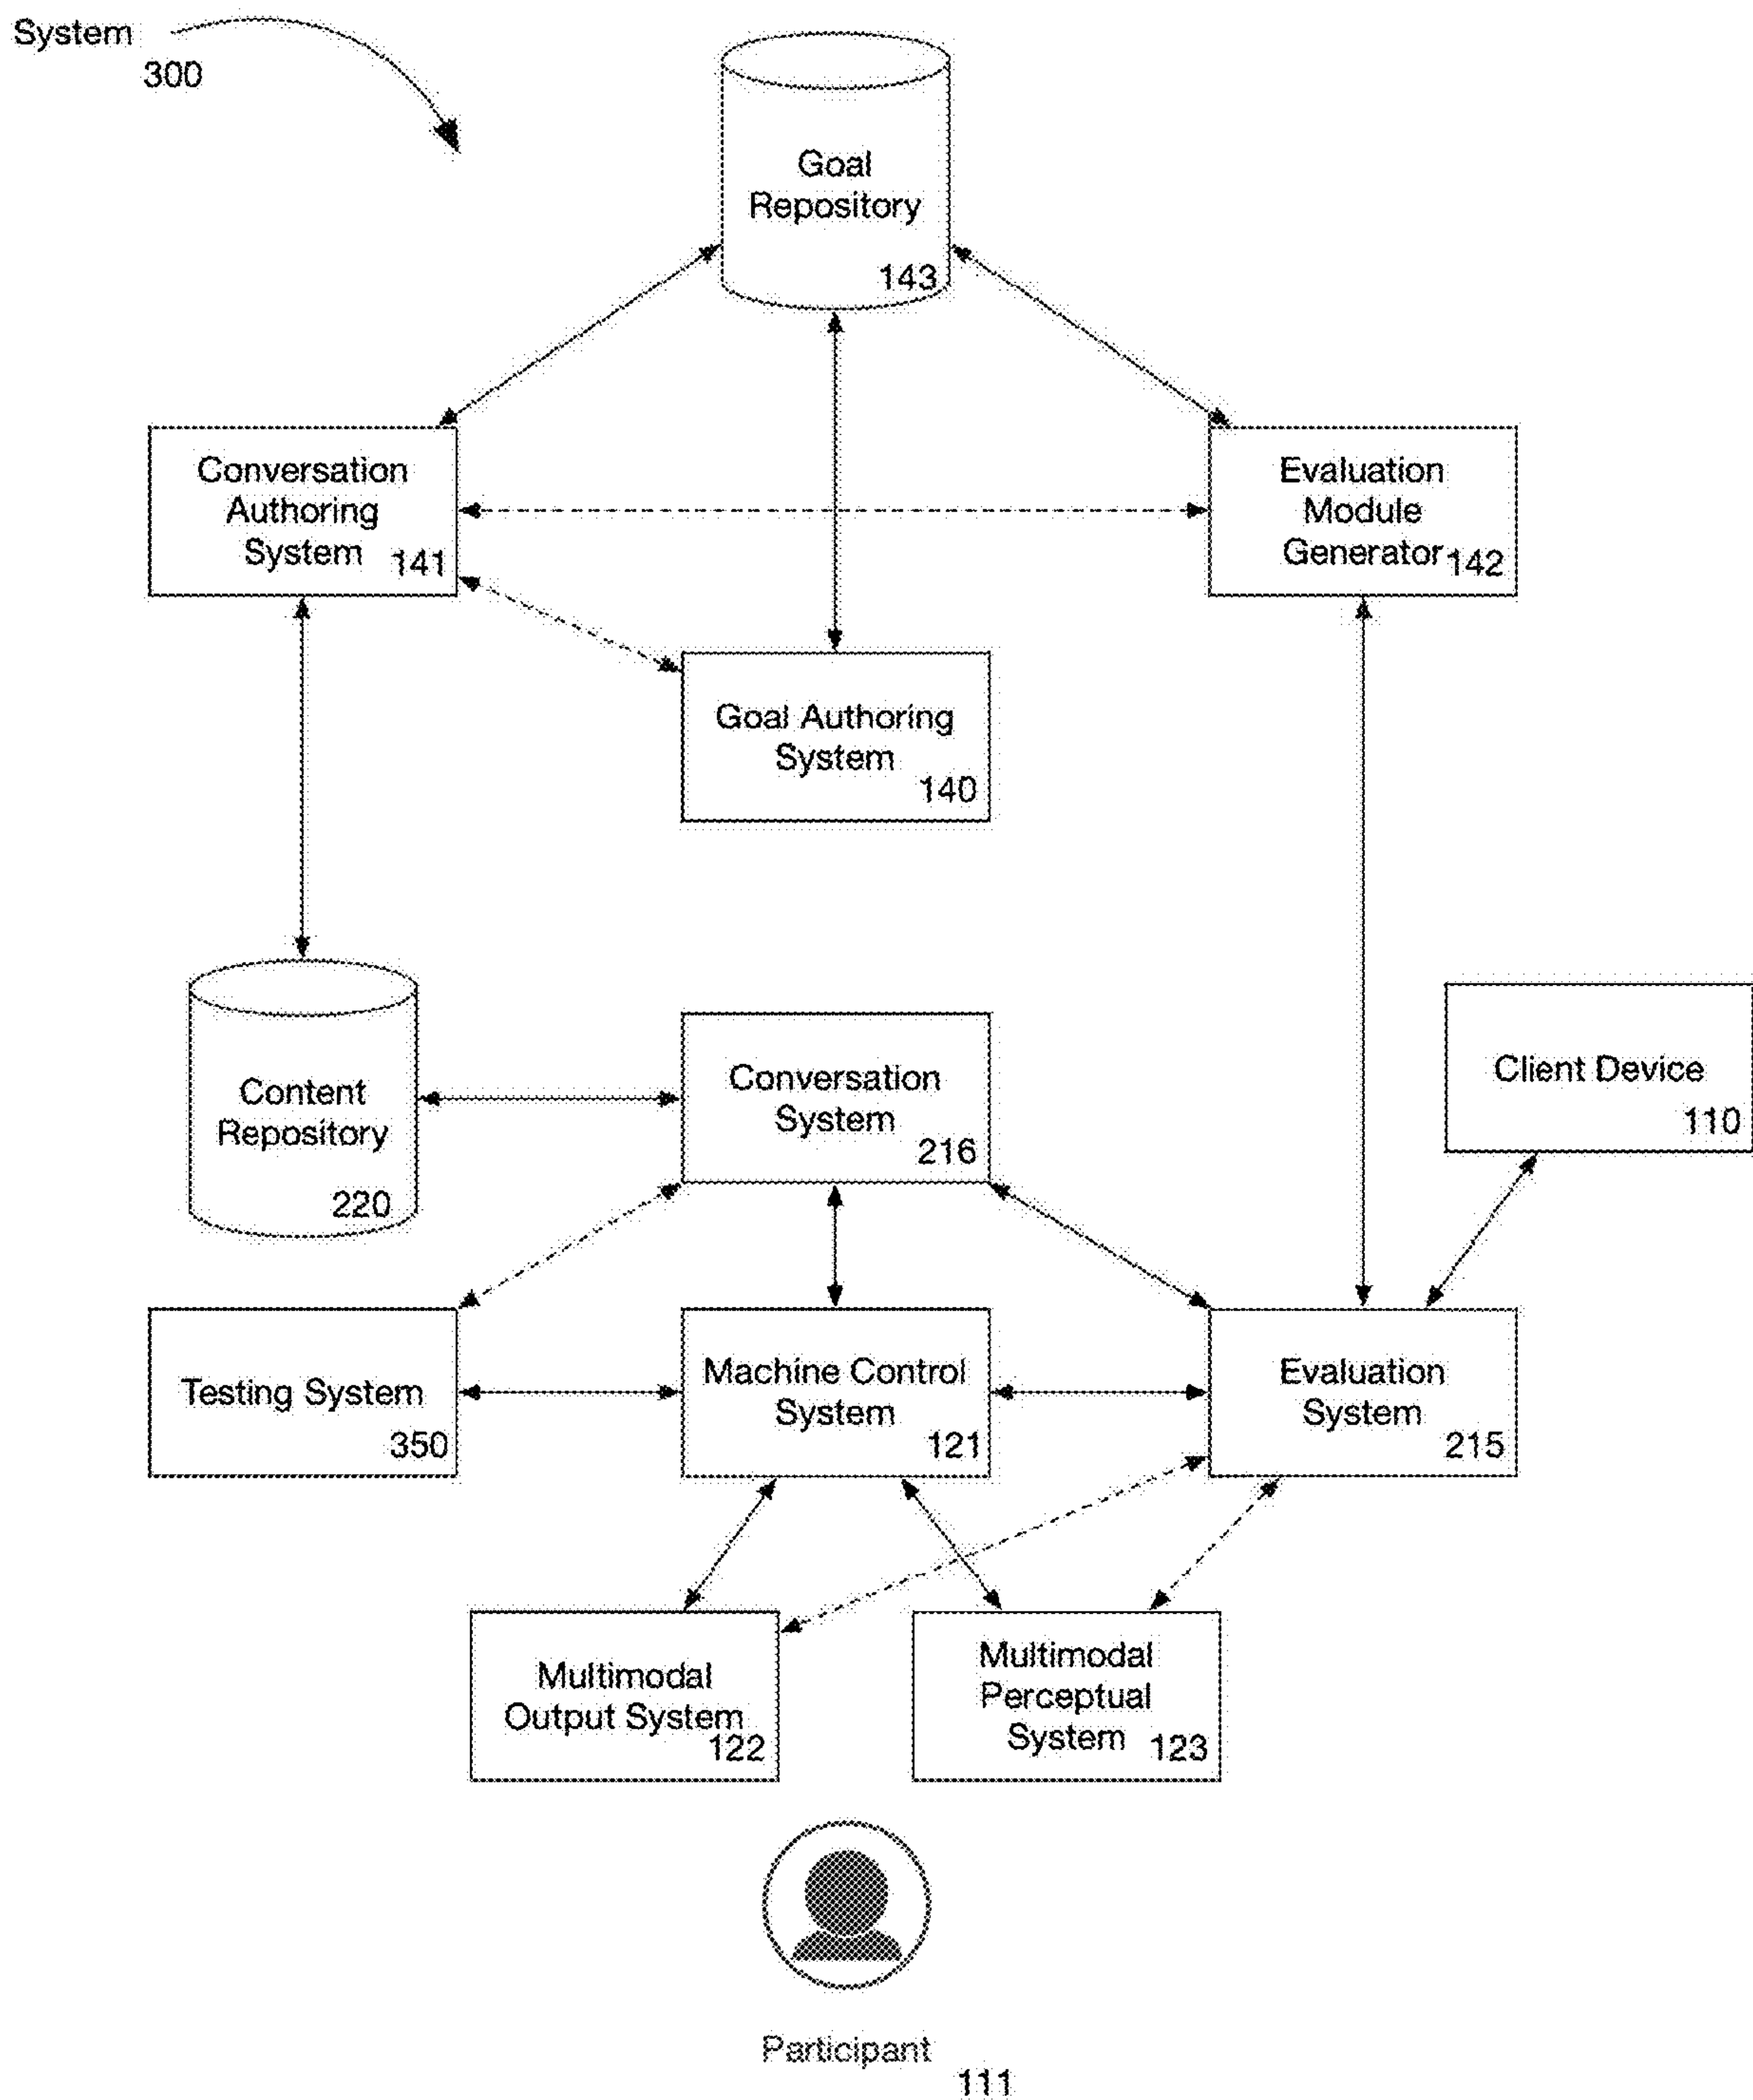 System
300
Goal
Repository
143
Conversation
Authoring
System
141
Evaluation
Module
Generator
142
Goal Authoring
System
140
Content
Repository
220
Conversation
System
216
Client Device
110
Testing System
350
Machine Control
System
121
Evaluation
System
215
Multimodal
Output System
122
Multimodal
Perceptual
System
123
Participant
111